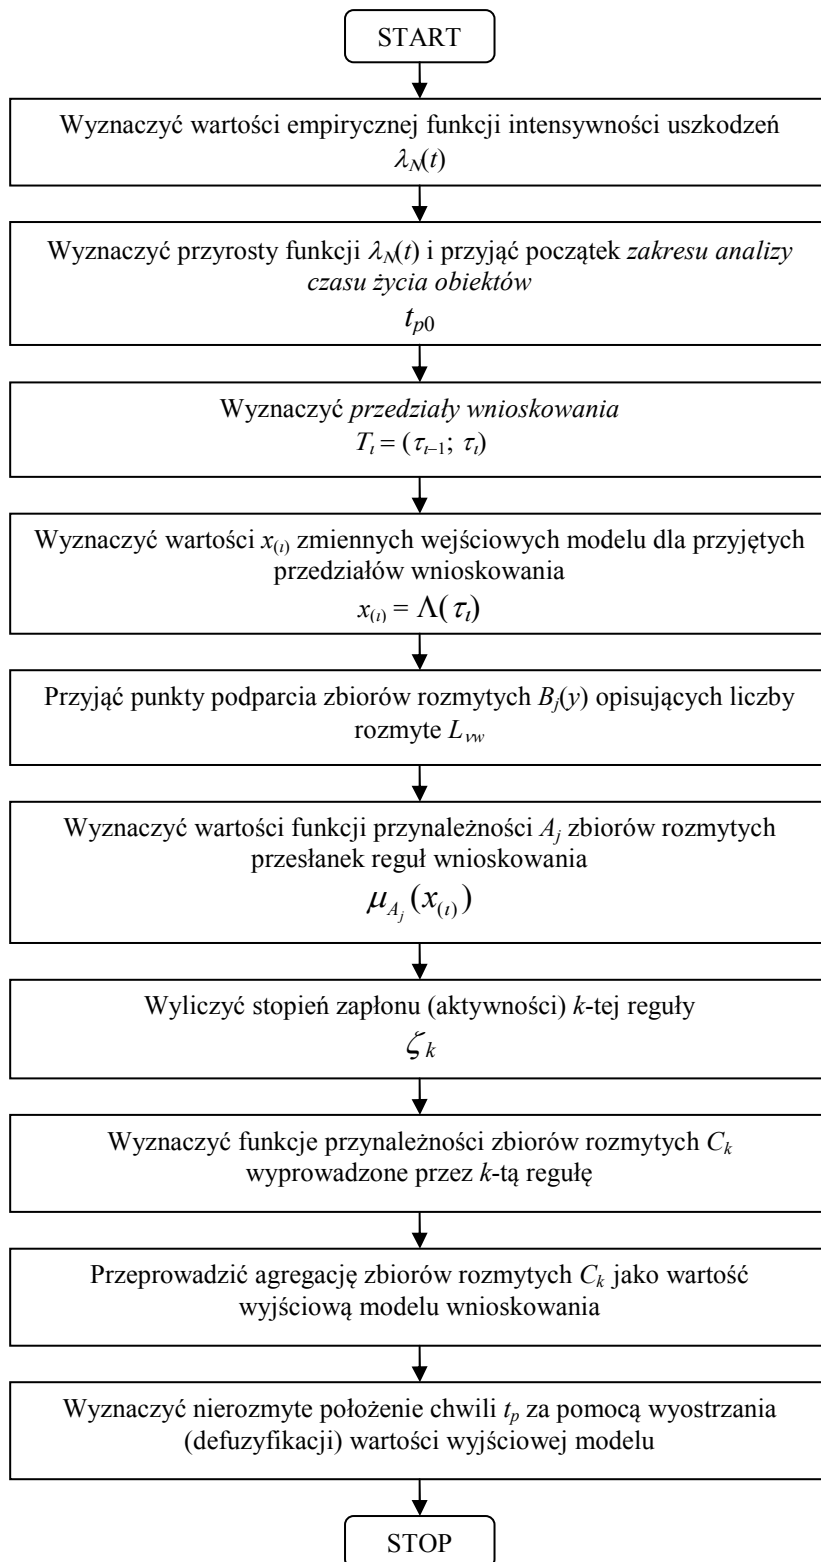 START
Wyznaczyć wartości empirycznej funkcji intensywności uszkodzeń
λN(t)
Wyznaczyć przyrosty funkcji λN(t) i przyjąć początek zakresu analizy
czasu życia obiektów
tp0
Wyznaczyć przedziały wnioskowania
Tι = (τι–1; τι)
Wyznaczyć wartości x(ι) zmiennych wejściowych modelu dla przyjętych
przedziałów wnioskowania
x(ι) = Λ(τι)
Przyjąć punkty podparcia zbiorów rozmytych Bj(y) opisujących liczby
rozmyte Lvw
Wyznaczyć wartości funkcji przynależności Aj zbiorów rozmytych
przesłanek reguł wnioskowania
μAj(x(ι))
Wyliczyć stopień zapłonu (aktywności) k-tej reguły
ζk
Wyznaczyć funkcje przynależności zbiorów rozmytych Ck
wyprowadzone przez k-tą regułę
Przeprowadzić agregację zbiorów rozmytych Ck jako wartość
wyjściową modelu wnioskowania
Wyznaczyć nierozmyte położenie chwili tp za pomocą wyostrzania
(defuzyfikacji) wartości wyjściowej modelu
STOP